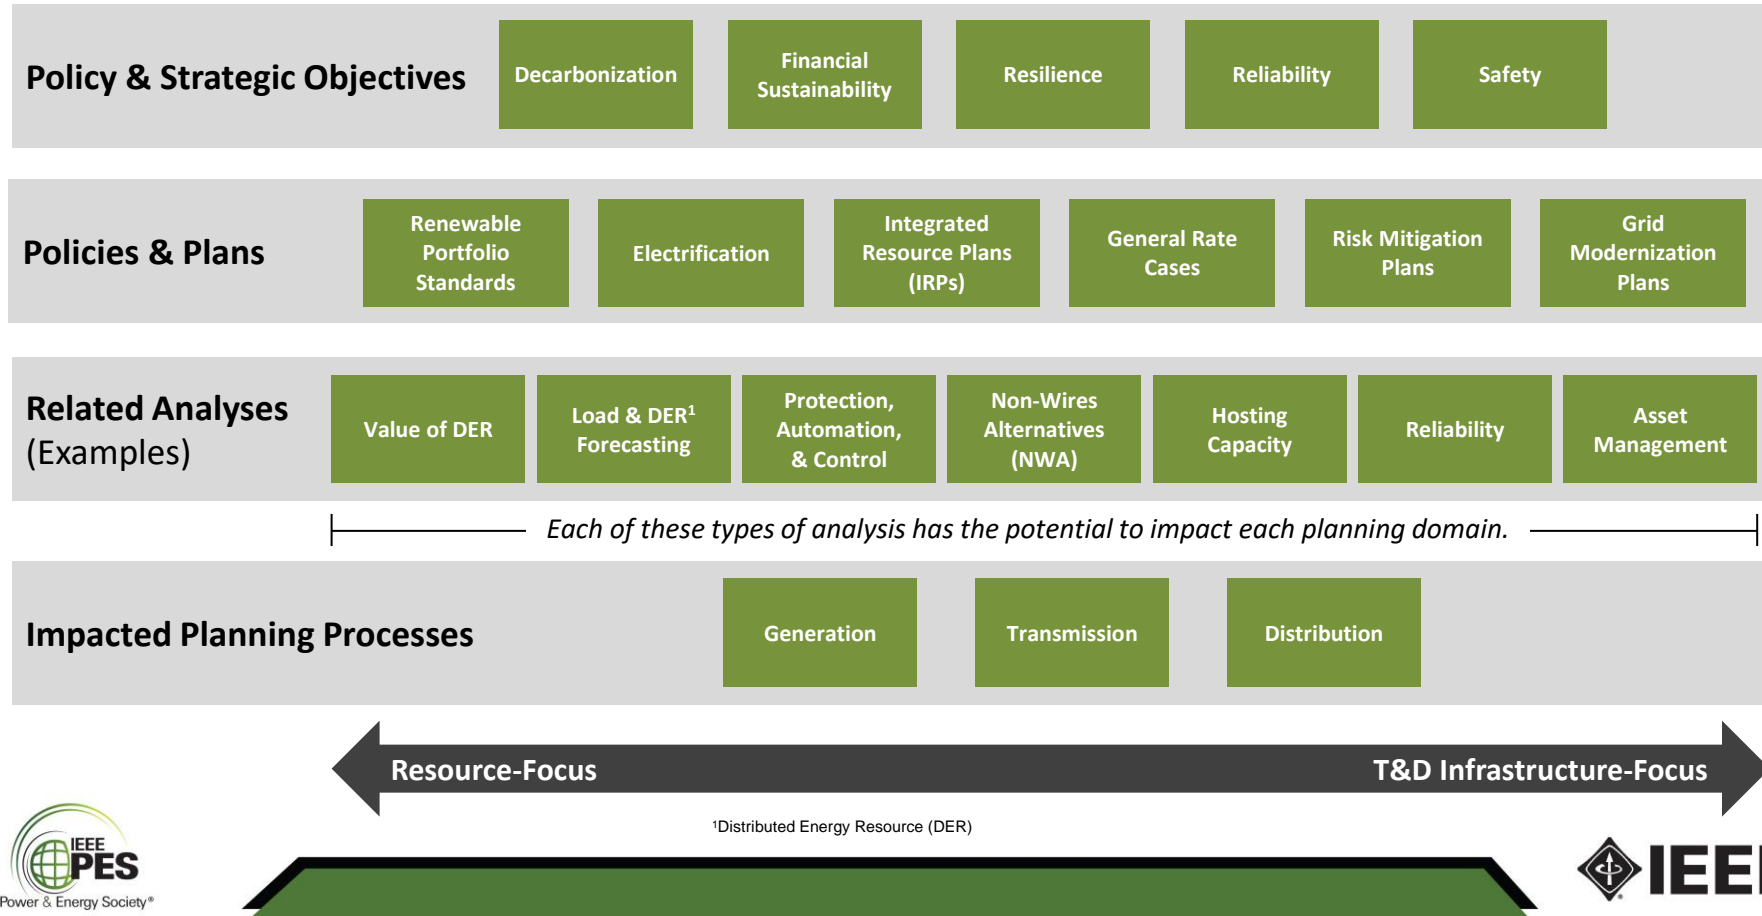 Policy & Strategic Objectives
Decarbonization
Financial
Sustainability
Resilience
Reliability
Safety
Policies & Plans
Renewable
Portfolio
Standards
Electrification
Integrated
Resource Plans
(IRPs)
General Rate
Cases
Risk Mitigation
Plans
Grid
Modernization
Plans
Related Analyses
(Examples)
Value of DER
Load & DER¹
Forecasting
Protection,
Automation,
& Control
Non-Wires
Alternatives
(NWA)
Hosting
Capacity
Reliability
Asset
Management
Each of these types of analysis has the potential to impact each planning domain.
Impacted Planning Processes
Generation
Transmission
Distribution
Resource-Focus
T&D Infrastructure-Focus
¹Distributed Energy Resource (DER)
IEEE
PES
Power & Energy Society®
IEE